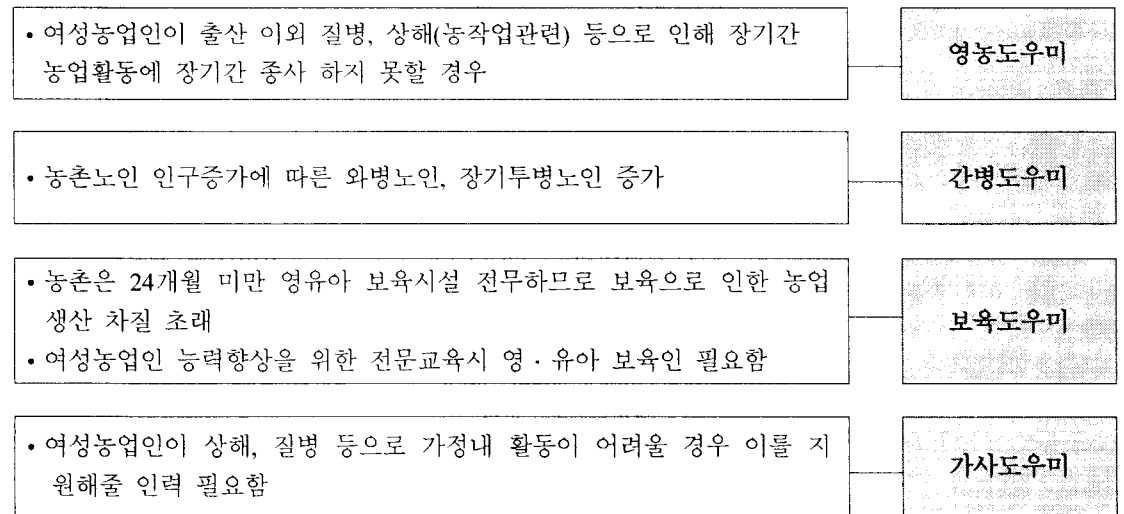 • 여성농업인이 출산 이외 질병, 상해(농작업관련) 등으로 인해 장기간
농업활동에 장기간 종사 하지 못할 경우
영농도우미
• 농촌노인 인구증가에 따른 와병노인, 장기투병노인 증가
간병도우미
• 농촌은 24개월 미만 영유아 보육시설 전무하므로 보육으로 인한 농업
생산 차질 초래
• 여성농업인 능력향상을 위한 전문교육시 영 · 유아 보육인 필요함
보육도우미
• 여성농업인이 상해, 질병 등으로 가정내 활동이 어려울 경우 이를 지
원해줄 인력 필요함
가사도우미